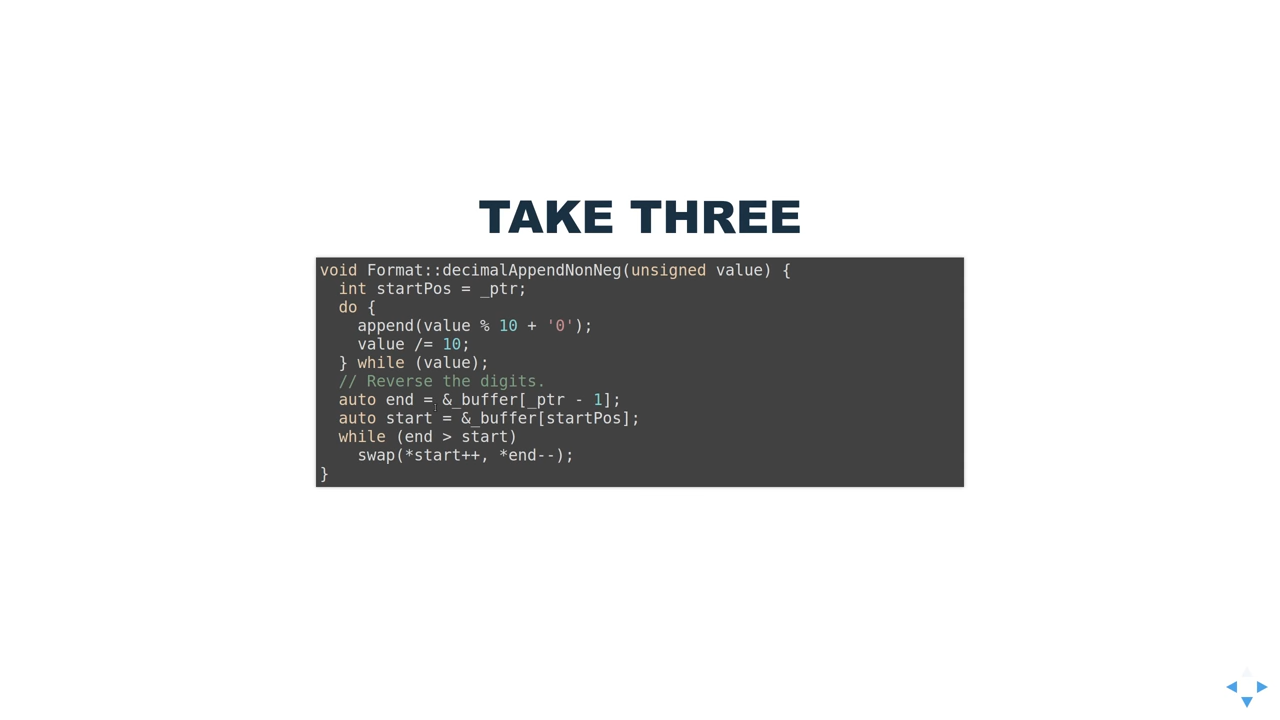 TAKE THREE
void Format::decimalAppendNonNeg(unsigned value) {
  int startPos = _ptr;
  do {
    append(value % 10 + '0');
    value /= 10;
  } while (value);
  // Reverse the digits.
  auto end = &_buffer[_ptr - 1];
  auto start = &_buffer[startPos];
  while (end > start)
    swap(*start++, *end--);
}